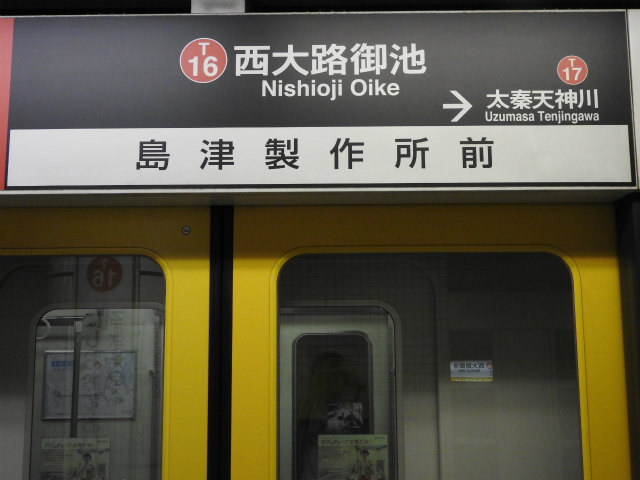 T
16
西大路御池
Nishioji Oike
T
17
太秦天神川
Uzumasa Tenjingawa
島津製作所前